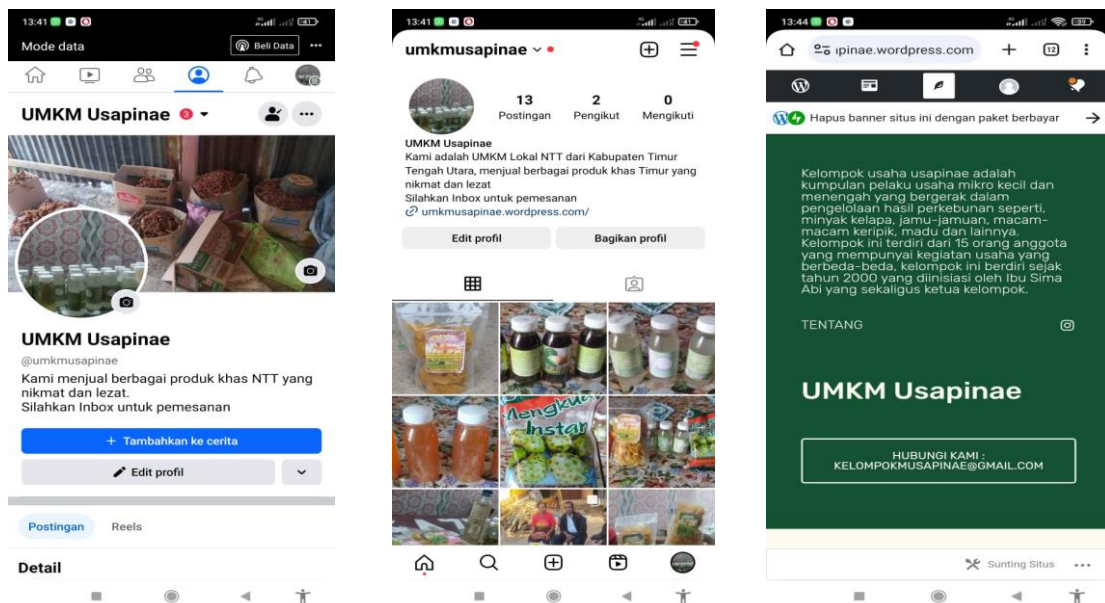 13:41
41
Mode data
Beli Data
UMKM Usapinae 3
UMKM Usapinae
@umkmusapinae
Kami menjual berbagai produk khas NTT yang
nikmat dan lezat.
Silahkan Inbox untuk pemesanan
+ Tambahkan ke cerita
Edit profil
Postingan Reels
Detail
13:41
41
umkmusapinae
13 2 0
Postingan Pengikut Mengikuti
UMKM Usapinae
Kami adalah UMKM Lokal NTT dari Kabupaten Timur
Tengah Utara, menjual berbagai produk khas Timur yang
nikmat dan lezat
Silahkan Inbox untuk pemesanan
umkmusapinae.wordpress.com/
Edit profil Bagikan profil
Mengkudu
Instan
13:44
39
ipinae.wordpress.com
12
Hapus banner situs ini dengan paket berbayar
Kelompok usaha usapinae adalah
kumpulan pelaku usaha mikro kecil dan
menengah yang bergerak dalam
pengelolaan hasil perkebunan seperti,
minyak kelapa, jamu-jamuan, macam-
macam keripik, madu dan lainnya.
Kelompok ini terdiri dari 15 orang anggota
yang mempunyai kegiatan usaha yang
berbeda-beda, kelompok ini berdiri sejak
tahun 2000 yang diinisiasi oleh Ibu Sima
Abi yang sekaligus ketua kelompok.
TENTANG
UMKM Usapinae
HUBUNGI KAMI :
KELOMPOKMUSAPINAE@GMAIL.COM
Sunting Situs